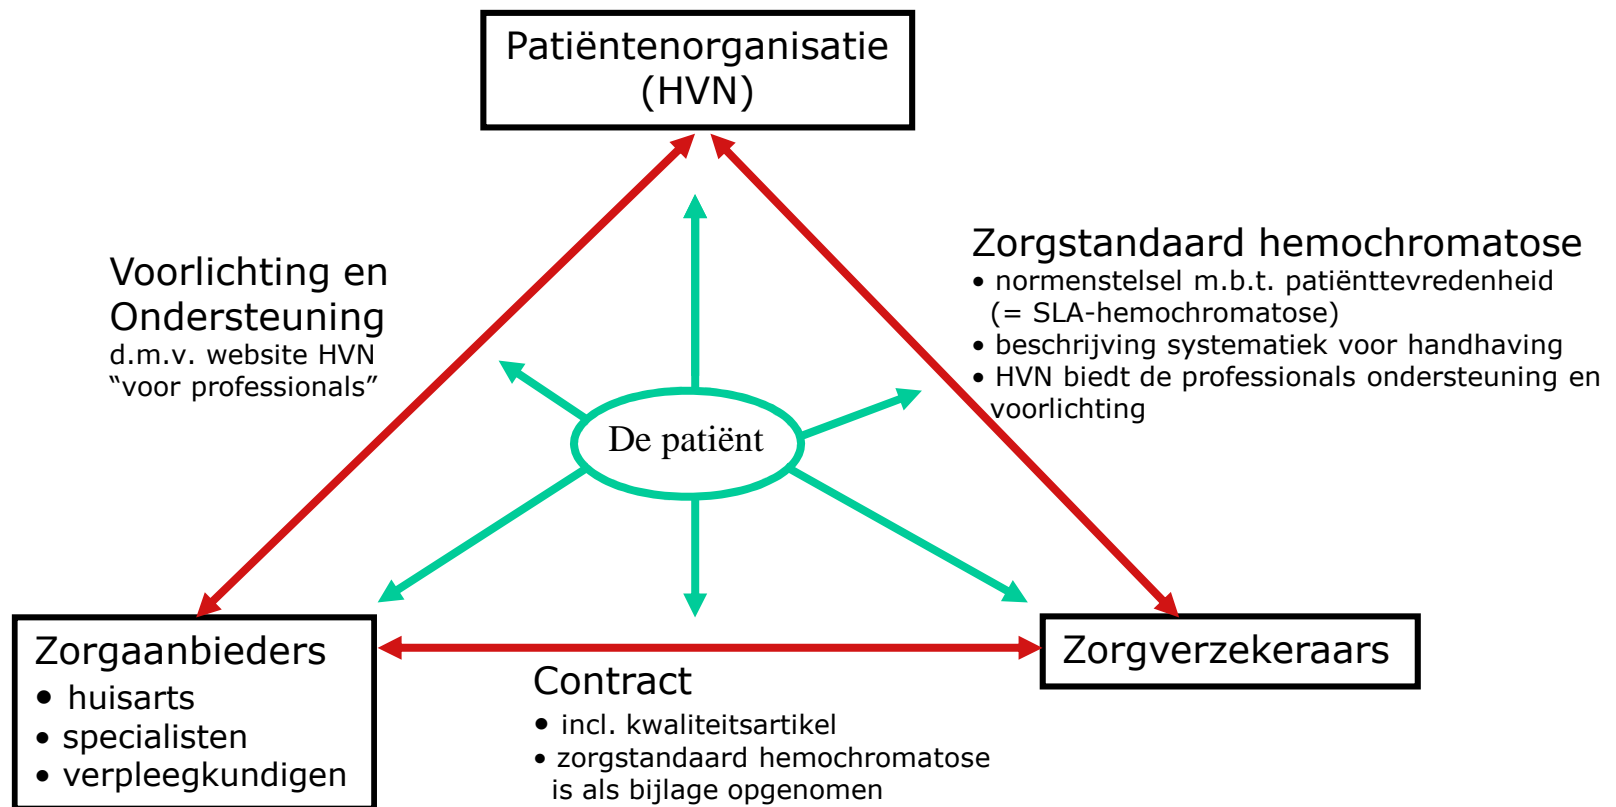 Patiëntenorganisatie
(HVN)
Voorlichting en
Ondersteuning
d.m.v. website HVN
“voor professionals”
Zorgstandaard hemochromatose
• normenstelsel m.b.t. patiënttevredenheid
(= SLA-hemochromatose)
• beschrijving systematiek voor handhaving
• HVN biedt de professionals ondersteuning en
voorlichting
De patiënt
Zorgaanbieders
• huisarts
• specialisten
• verpleegkundigen
Contract
• incl. kwaliteitsartikel
• zorgstandaard hemochromatose
is als bijlage opgenomen
Zorgverzekeraars